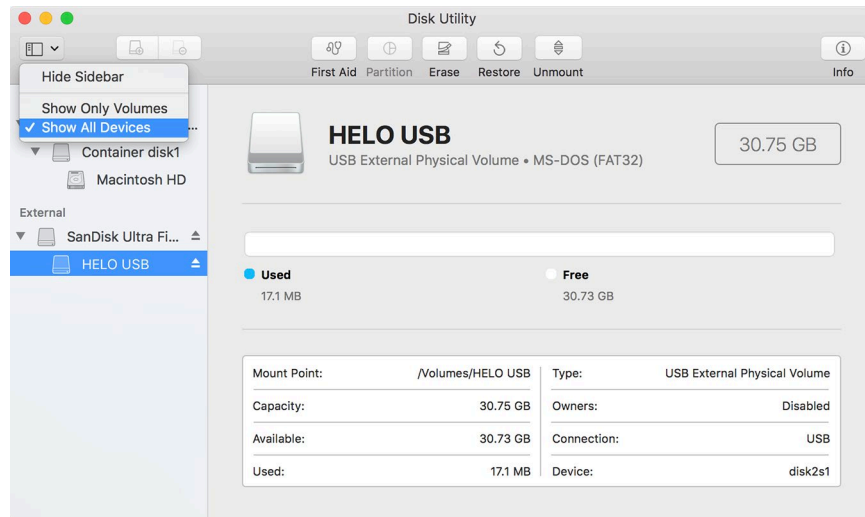 Disk Utility
First Aid Partition Erase Restore Unmount Info
Hide Sidebar
Show Only Volumes
✓ Show All Devices ...
Container disk1
Macintosh HD
External
SanDisk Ultra Fi...
HELO USB
HELO USB
USB External Physical Volume • MS-DOS (FAT32)
30.75 GB
Used
17.1 MB
Free
30.73 GB
Mount Point: /Volumes/HELO USB
Capacity: 30.75 GB
Available: 30.73 GB
Used: 17.1 MB
Type: USB External Physical Volume
Owners: Disabled
Connection: USB
Device: disk2s1